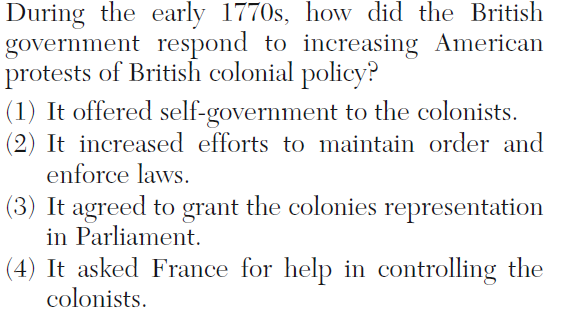 During the early 1770s, how did the British
government respond to increasing American
protests of British colonial policy?
(1) It offered self-government to the colonists.
(2) It increased efforts to maintain order and
enforce laws.
(3) It agreed to grant the colonies representation
in Parliament.
(4) It asked France for help in controlling the
colonists.